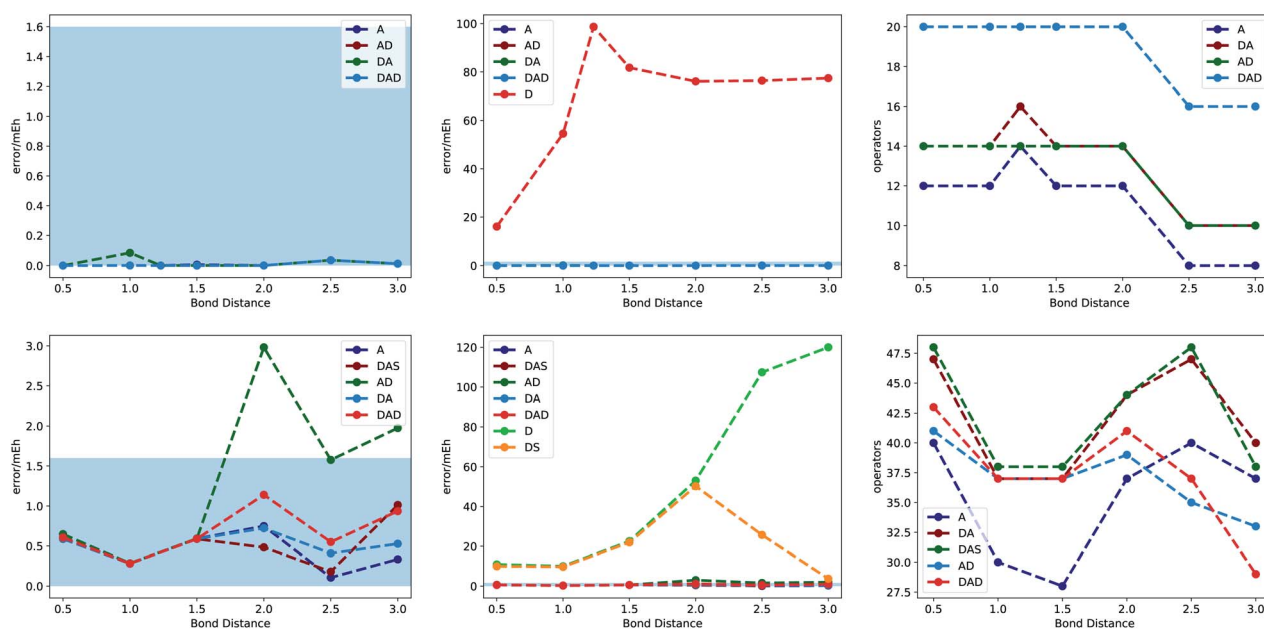 error/mEh
1.6
1.4
1.2
1.0
0.8
0.6
0.4
0.2
0.0
0.5 1.0 1.5 2.0 2.5 3.0
Bond Distance
A
AD
DA
DAD
error/mEh
100
80
60
40
20
0
0.5 1.0 1.5 2.0 2.5 3.0
Bond Distance
A
AD
DA
DAD
D
operators
20
18
16
14
12
10
8
0.5 1.0 1.5 2.0 2.5 3.0
Bond Distance
A
DA
AD
DAD
error/mEh
3.0
2.5
2.0
1.5
1.0
0.5
0.0
0.5 1.0 1.5 2.0 2.5 3.0
Bond Distance
A
DAS
AD
DA
DAD
error/mEh
120
100
80
60
40
20
0
0.5 1.0 1.5 2.0 2.5 3.0
Bond Distance
A
DAS
AD
DA
DAD
D
DS
operators
47.5
45.0
42.5
40.0
37.5
35.0
32.5
30.0
27.5
0.5 1.0 1.5 2.0 2.5 3.0
Bond Distance
A
DA
DAS
AD
DAD